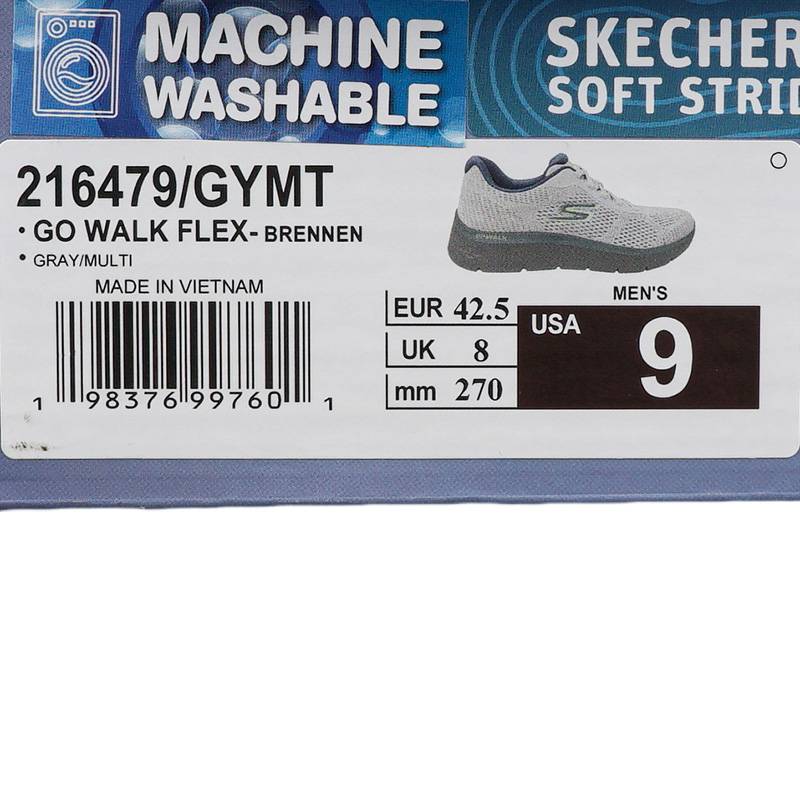 MACHINE
WASHABLE
SKECHER
SOFT STRID
216479/GYMT
• GO WALK FLEX- BRENNEN
• GRAY/MULTI
MADE IN VIETNAM
1 98376 99760 1
EUR 42.5
UK 8
mm 270
MEN'S
USA 9